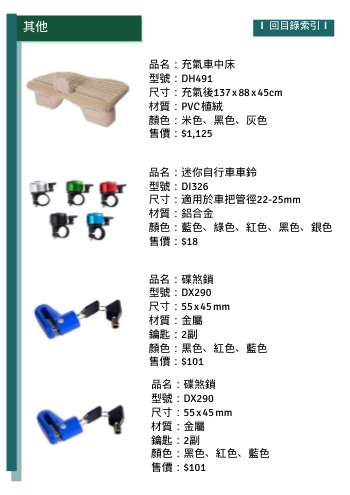 其他
I 回目錄索引 I
品名：充氣車中床
型號：DH491
尺寸：充氣後137x88x45cm
材質：PVC植絨
顏色：米色、黑色、灰色
售價：$1,125
品名：迷你自行車車鈴
型號：DI326
尺寸：適用於車把管徑22-25mm
材質：鋁合金
顏色：藍色、綠色、紅色、黑色、銀色
售價：$18
品名：碟煞鎖
型號：DX290
尺寸：55x45mm
材質：金屬
鑰匙：2副
顏色：黑色、紅色、藍色
售價：$101
品名：碟煞鎖
型號：DX290
尺寸：55x45mm
材質：金屬
鑰匙：2副
顏色：黑色、紅色、藍色
售價：$101